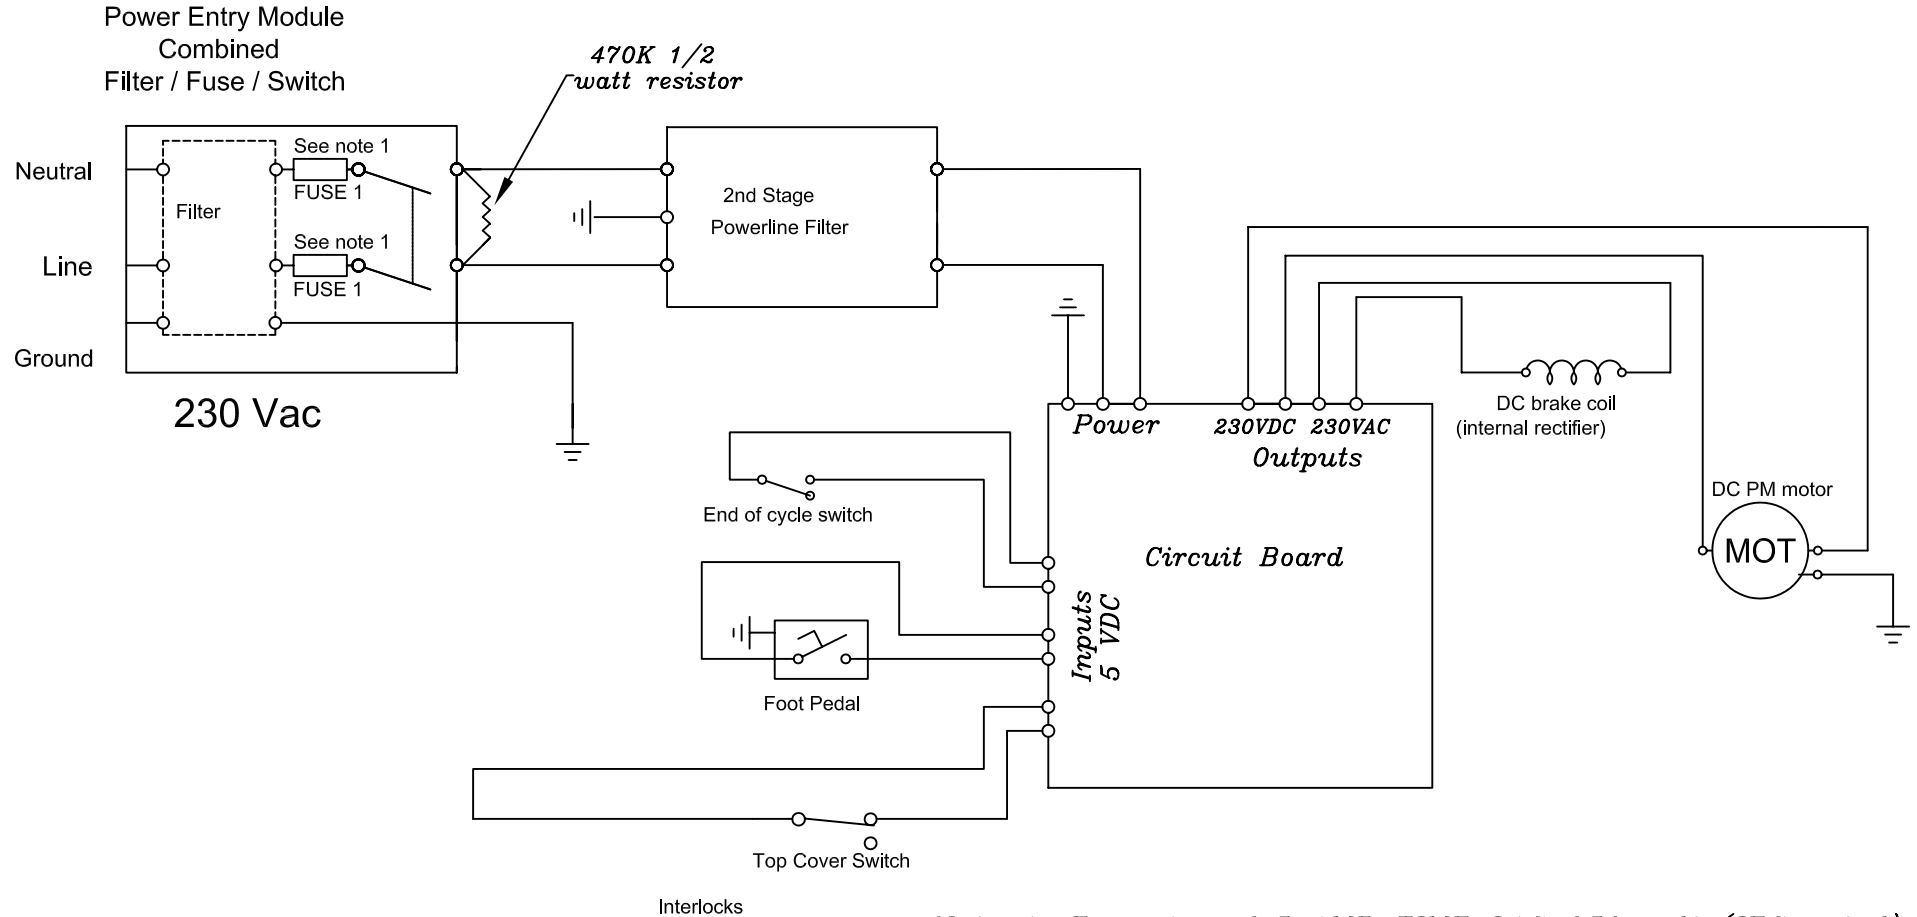 Power Entry Module
Combined
Filter / Fuse / Switch
470K 1/2
watt resistor
Neutral
Line
Ground
Filter
See note 1
FUSE 1
See note 1
FUSE 1
230 Vac
2nd Stage
Powerline Filter
Power
230VDC 230VAC
Outputs
DC brake coil
(internal rectifier)
DC PM motor
MOT
End of cycle switch
Circuit Board
Inputs
5 VDC
Foot Pedal
Top Cover Switch
Interlocks